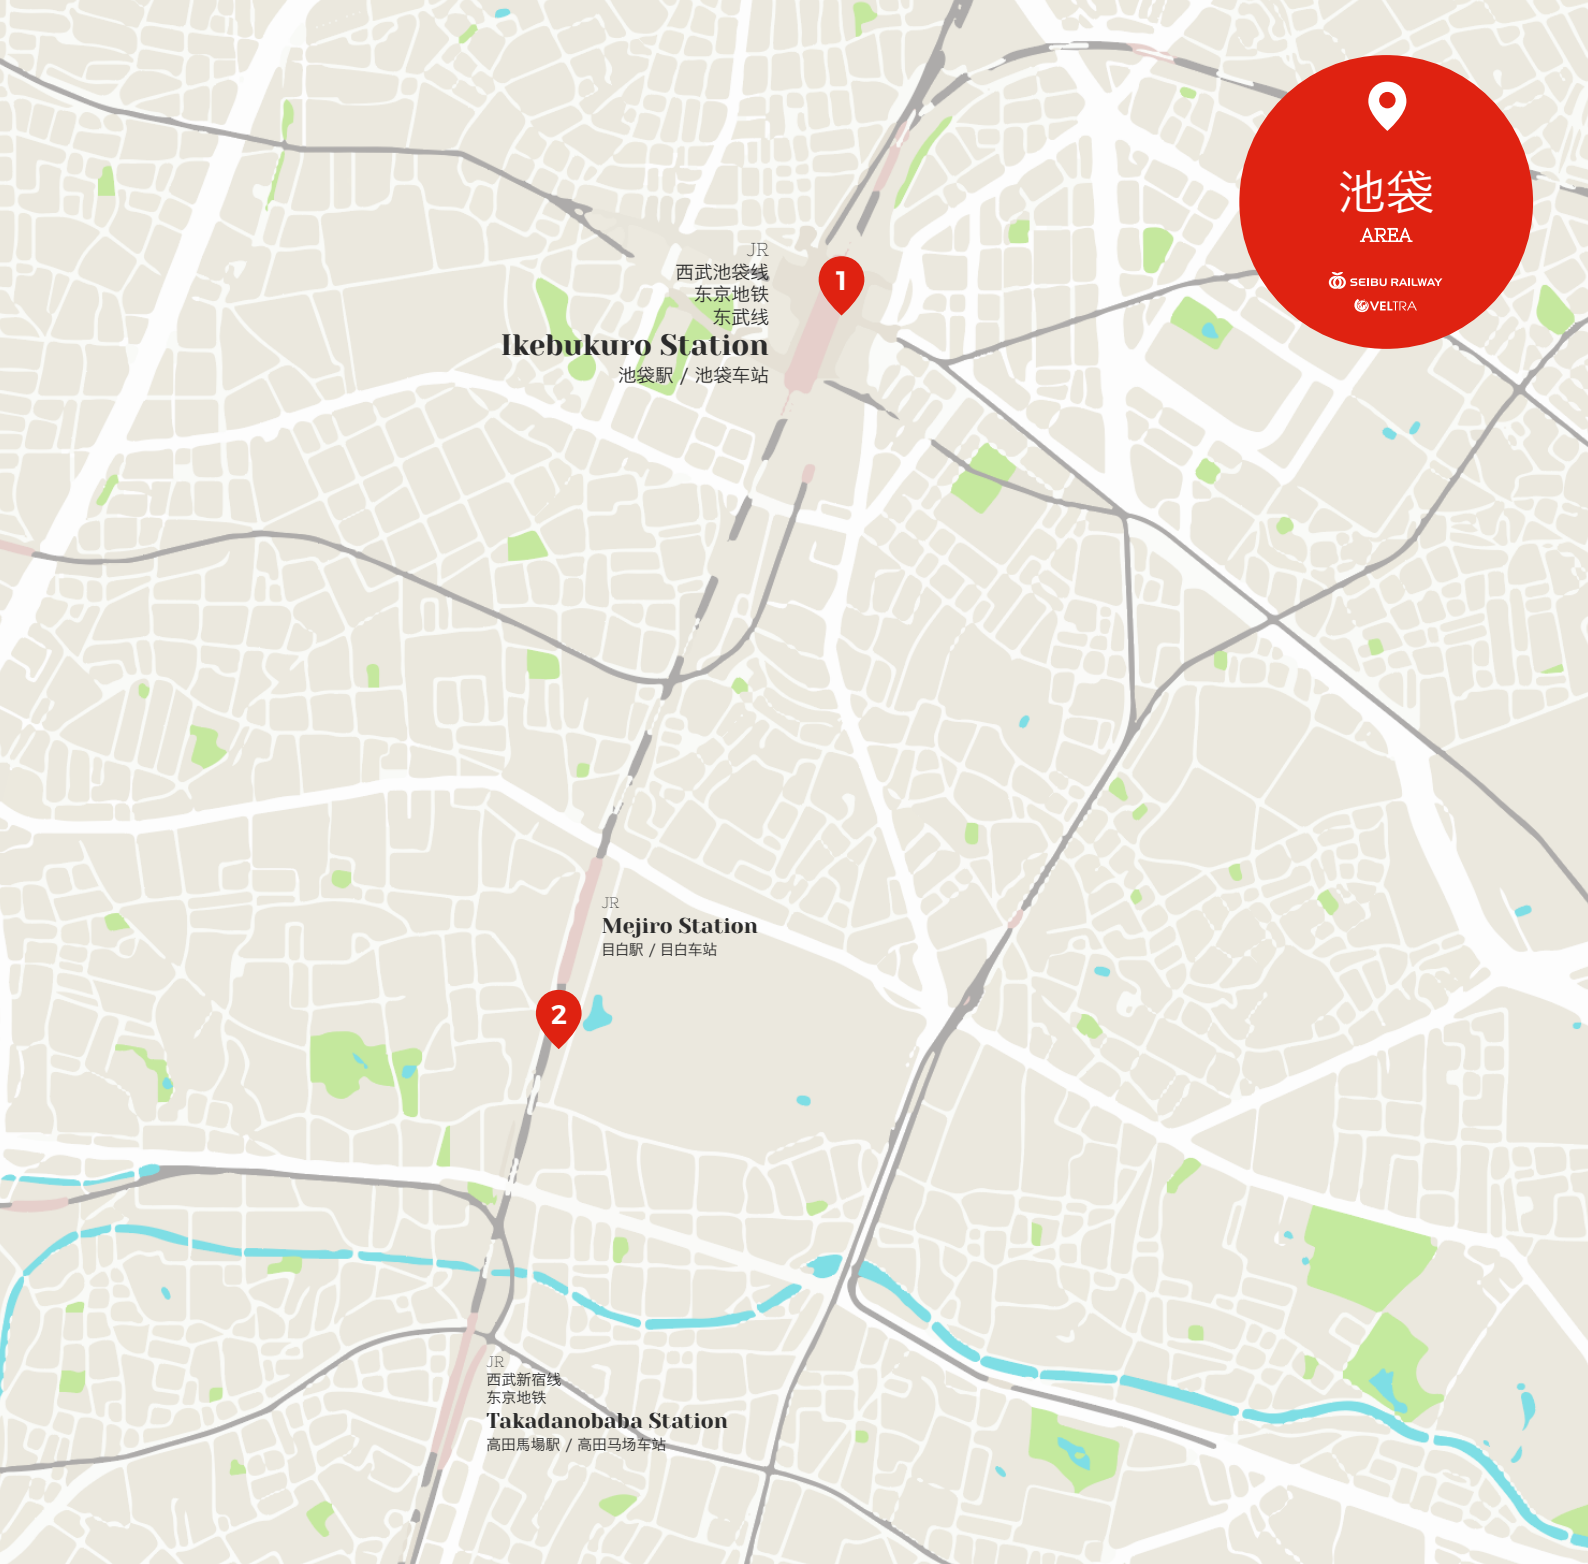 池袋
AREA
SEIBU RAILWAY
VELTRA
JR
西武池袋线
东京地铁
东武线
Ikebukuro Station
池袋駅 / 池袋车站
1
JR
Mejiro Station
目白駅 / 目白车站
2
JR
西武新宿线
东京地铁
Takadanobaba Station
高田馬場駅 / 高田马场车站